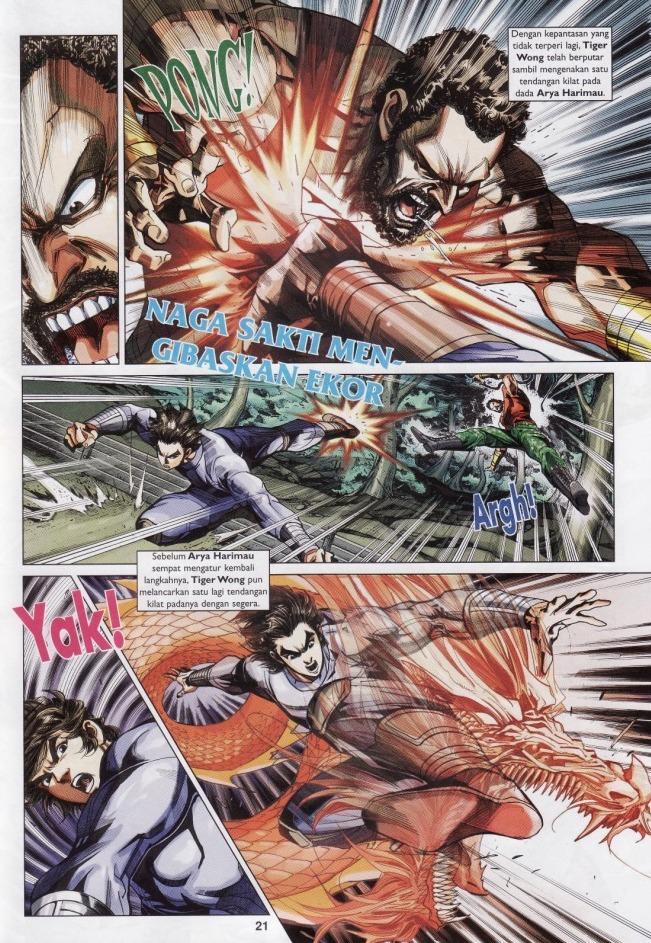 Dengan kepantasan yang
tidak terperi lagi, Tiger
Wong telah berputar
sambil mengenakan satu
tendangan kilat pada
dada Arya Harimau.
PONG!
NAGA SAKTI MEN-
GIBASKAN EKOR
Argh!
Sebelum Arya Harimau
sempat mengatur kembali
langkahnya, Tiger Wong pun
melancarkan satu lagi tendangan
kilat padanya dengan segera.
Yak!
21